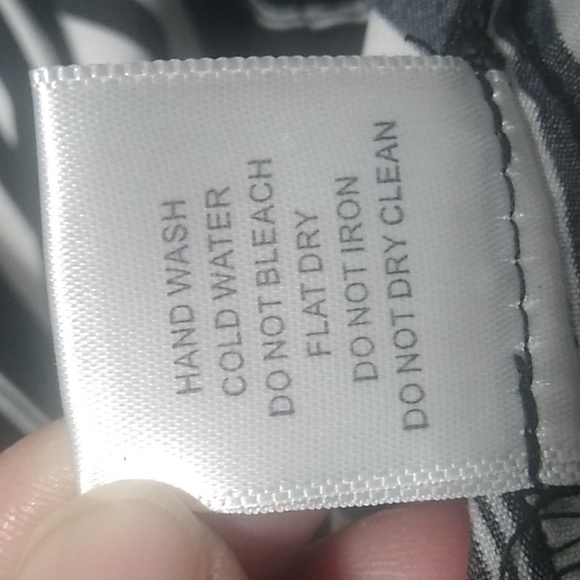 HAND WASH
COLD WATER
DO NOT BLEACH
FLAT DRY
DO NOT IRON
DO NOT DRY CLEAN